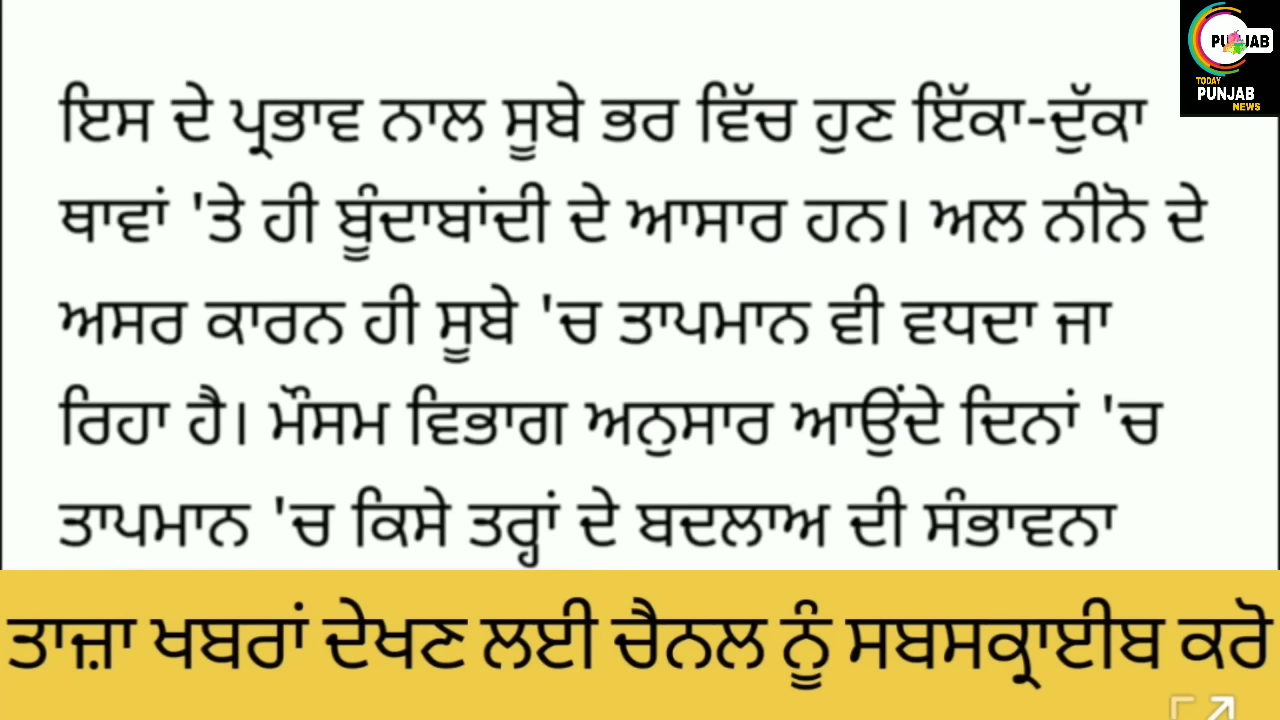 PUNJAB
TODAY
PUNJAB
NEWS
ਇਸ ਦੇ ਪ੍ਰਭਾਵ ਨਾਲ ਸੂਬੇ ਭਰ ਵਿੱਚ ਹੁਣ ਇੱਕਾ-ਦੁੱਕਾ
ਥਾਵਾਂ 'ਤੇ ਹੀ ਬੂੰਦਾਬਾਂਦੀ ਦੇ ਆਸਾਰ ਹਨ। ਅਲ ਨੀਨੋ ਦੇ
ਅਸਰ ਕਾਰਨ ਹੀ ਸੂਬੇ 'ਚ ਤਾਪਮਾਨ ਵੀ ਵਧਦਾ ਜਾ
ਰਿਹਾ ਹੈ। ਮੌਸਮ ਵਿਭਾਗ ਅਨੁਸਾਰ ਆਉਂਦੇ ਦਿਨਾਂ 'ਚ
ਤਾਪਮਾਨ 'ਚ ਕਿਸੇ ਤਰ੍ਹਾਂ ਦੇ ਬਦਲਾਅ ਦੀ ਸੰਭਾਵਨਾ
ਤਾਜ਼ਾ ਖਬਰਾਂ ਦੇਖਣ ਲਈ ਚੈਨਲ ਨੂੰ ਸਬਸਕ੍ਰਾਈਬ ਕਰੋ